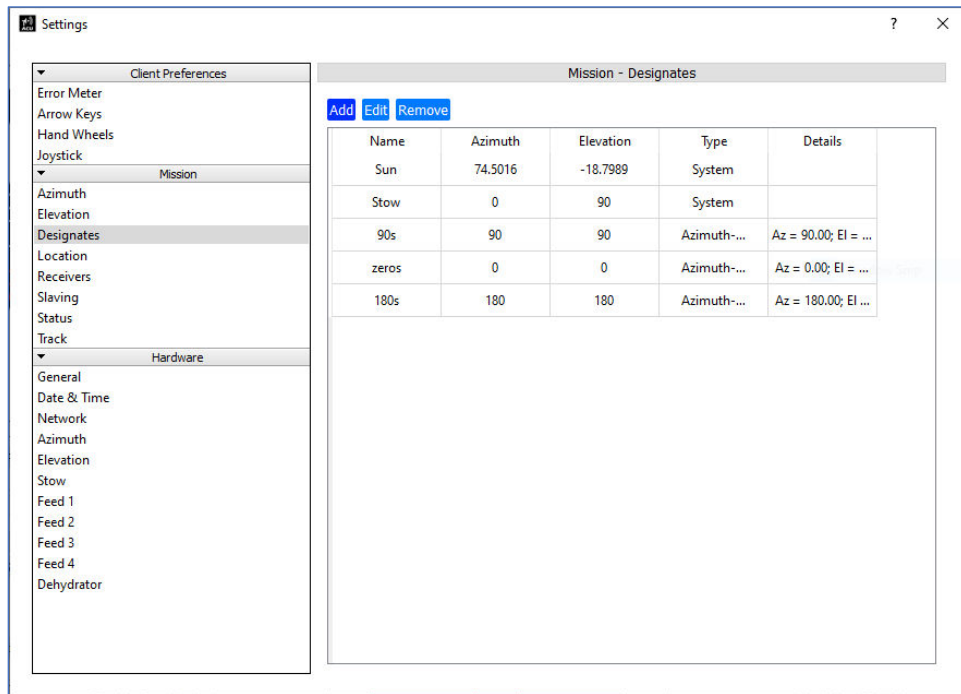 Settings
? ×
Client Preferences
Error Meter
Arrow Keys
Hand Wheels
Joystick
Mission
Azimuth
Elevation
Designates
Location
Receivers
Slaving
Status
Track
Hardware
General
Date & Time
Network
Azimuth
Elevation
Stow
Feed 1
Feed 2
Feed 3
Feed 4
Dehydrator
Mission - Designates
Add Edit Remove
Name Azimuth Elevation Type Details
Sun 74.5016 -18.7989 System
Stow 0 90 System
90s 90 90 Azimuth-... Az = 90.00; El = ...
zeros 0 0 Azimuth-... Az = 0.00; El = ...
180s 180 180 Azimuth-... Az = 180.00; El ...